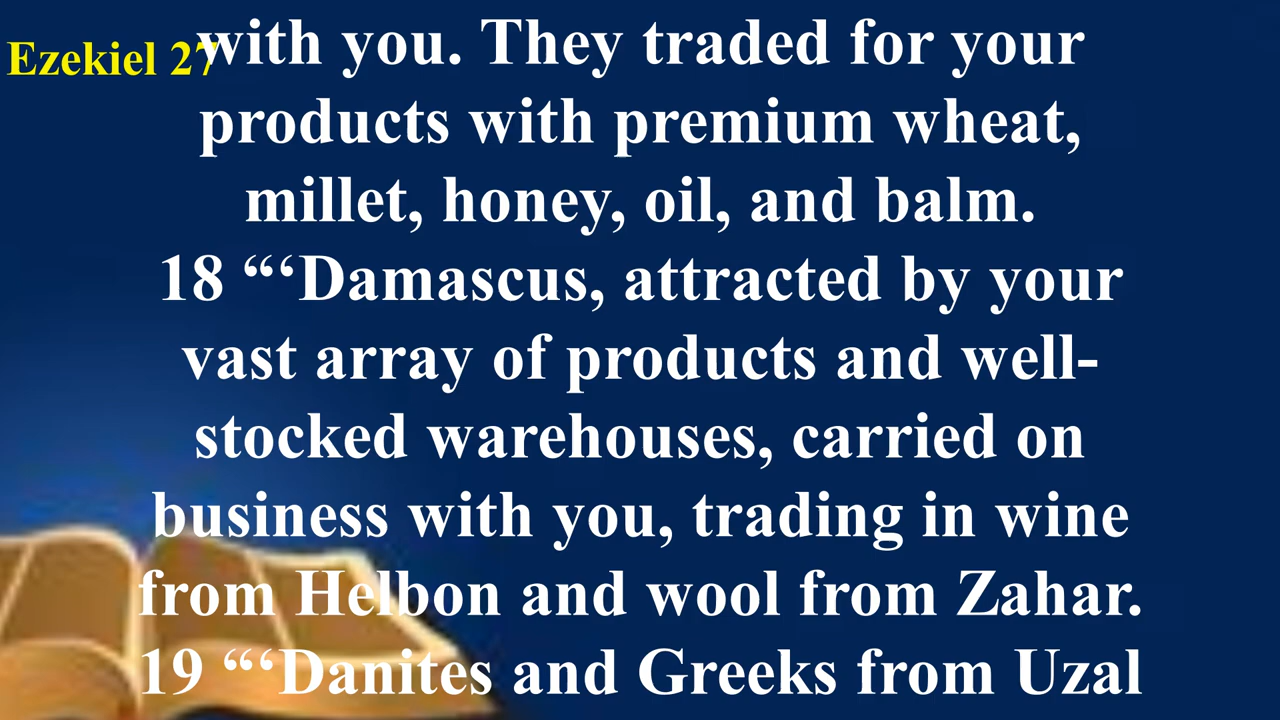 Ezekiel 27
with you. They traded for your
products with premium wheat,
millet, honey, oil, and balm.
18 “‘Damascus, attracted by your
vast array of products and well-
stocked warehouses, carried on
business with you, trading in wine
from Helbon and wool from Zahar.
19 “‘Danites and Greeks from Uzal